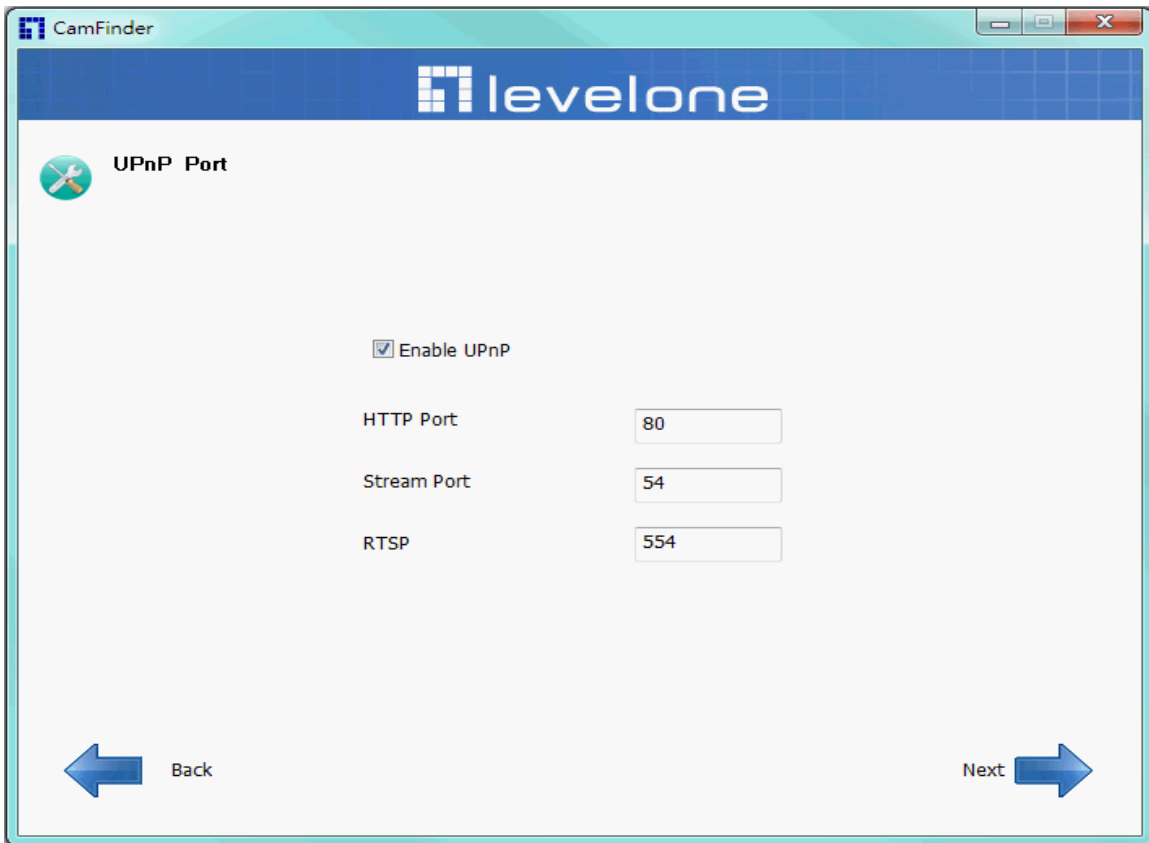 CamFinder
levelone
UPnP Port
Enable UPnP
HTTP Port 80
Stream Port 54
RTSP 554
Back Next